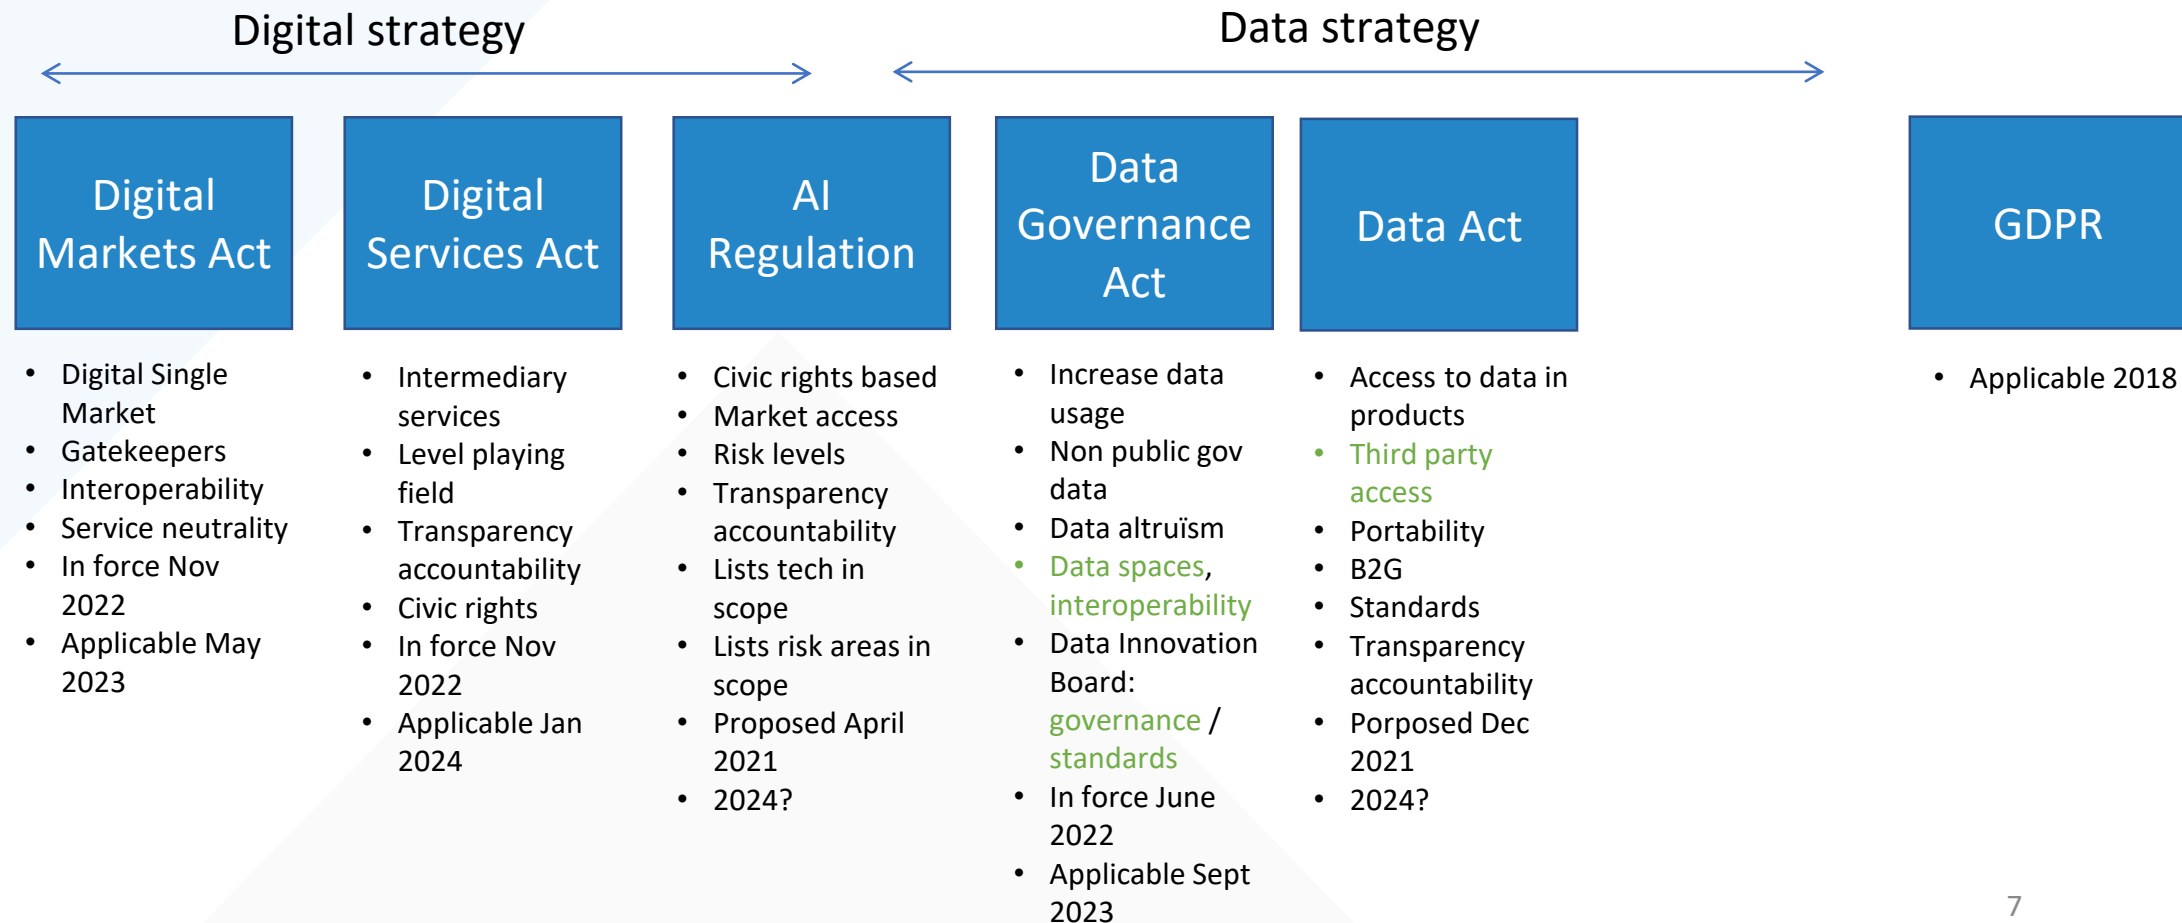 Digital strategy
Data strategy
Digital
Markets Act
Digital
Services Act
AI
Regulation
Data
Governance
Act
Data Act
GDPR
• Digital Single
Market
• Gatekeepers
• Interoperability
• Service neutrality
• In force Nov
2022
• Applicable May
2023
• Intermediary
services
• Level playing
field
• Transparency
accountability
• Civic rights
• In force Nov
2022
• Applicable Jan
2024
• Civic rights based
• Market access
• Risk levels
• Transparency
accountability
• Lists tech in
scope
• Lists risk areas in
scope
• Proposed April
2021
• 2024?
• Increase data
usage
• Non public gov
data
• Data altruïsm
• Data spaces,
interoperability
• Data Innovation
Board:
governance /
standards
• In force June
2022
• Applicable Sept
2023
• Access to data in
products
• Third party
access
• Portability
• B2G
• Standards
• Transparency
accountability
• Porposed Dec
2021
• 2024?
• Applicable 2018
7